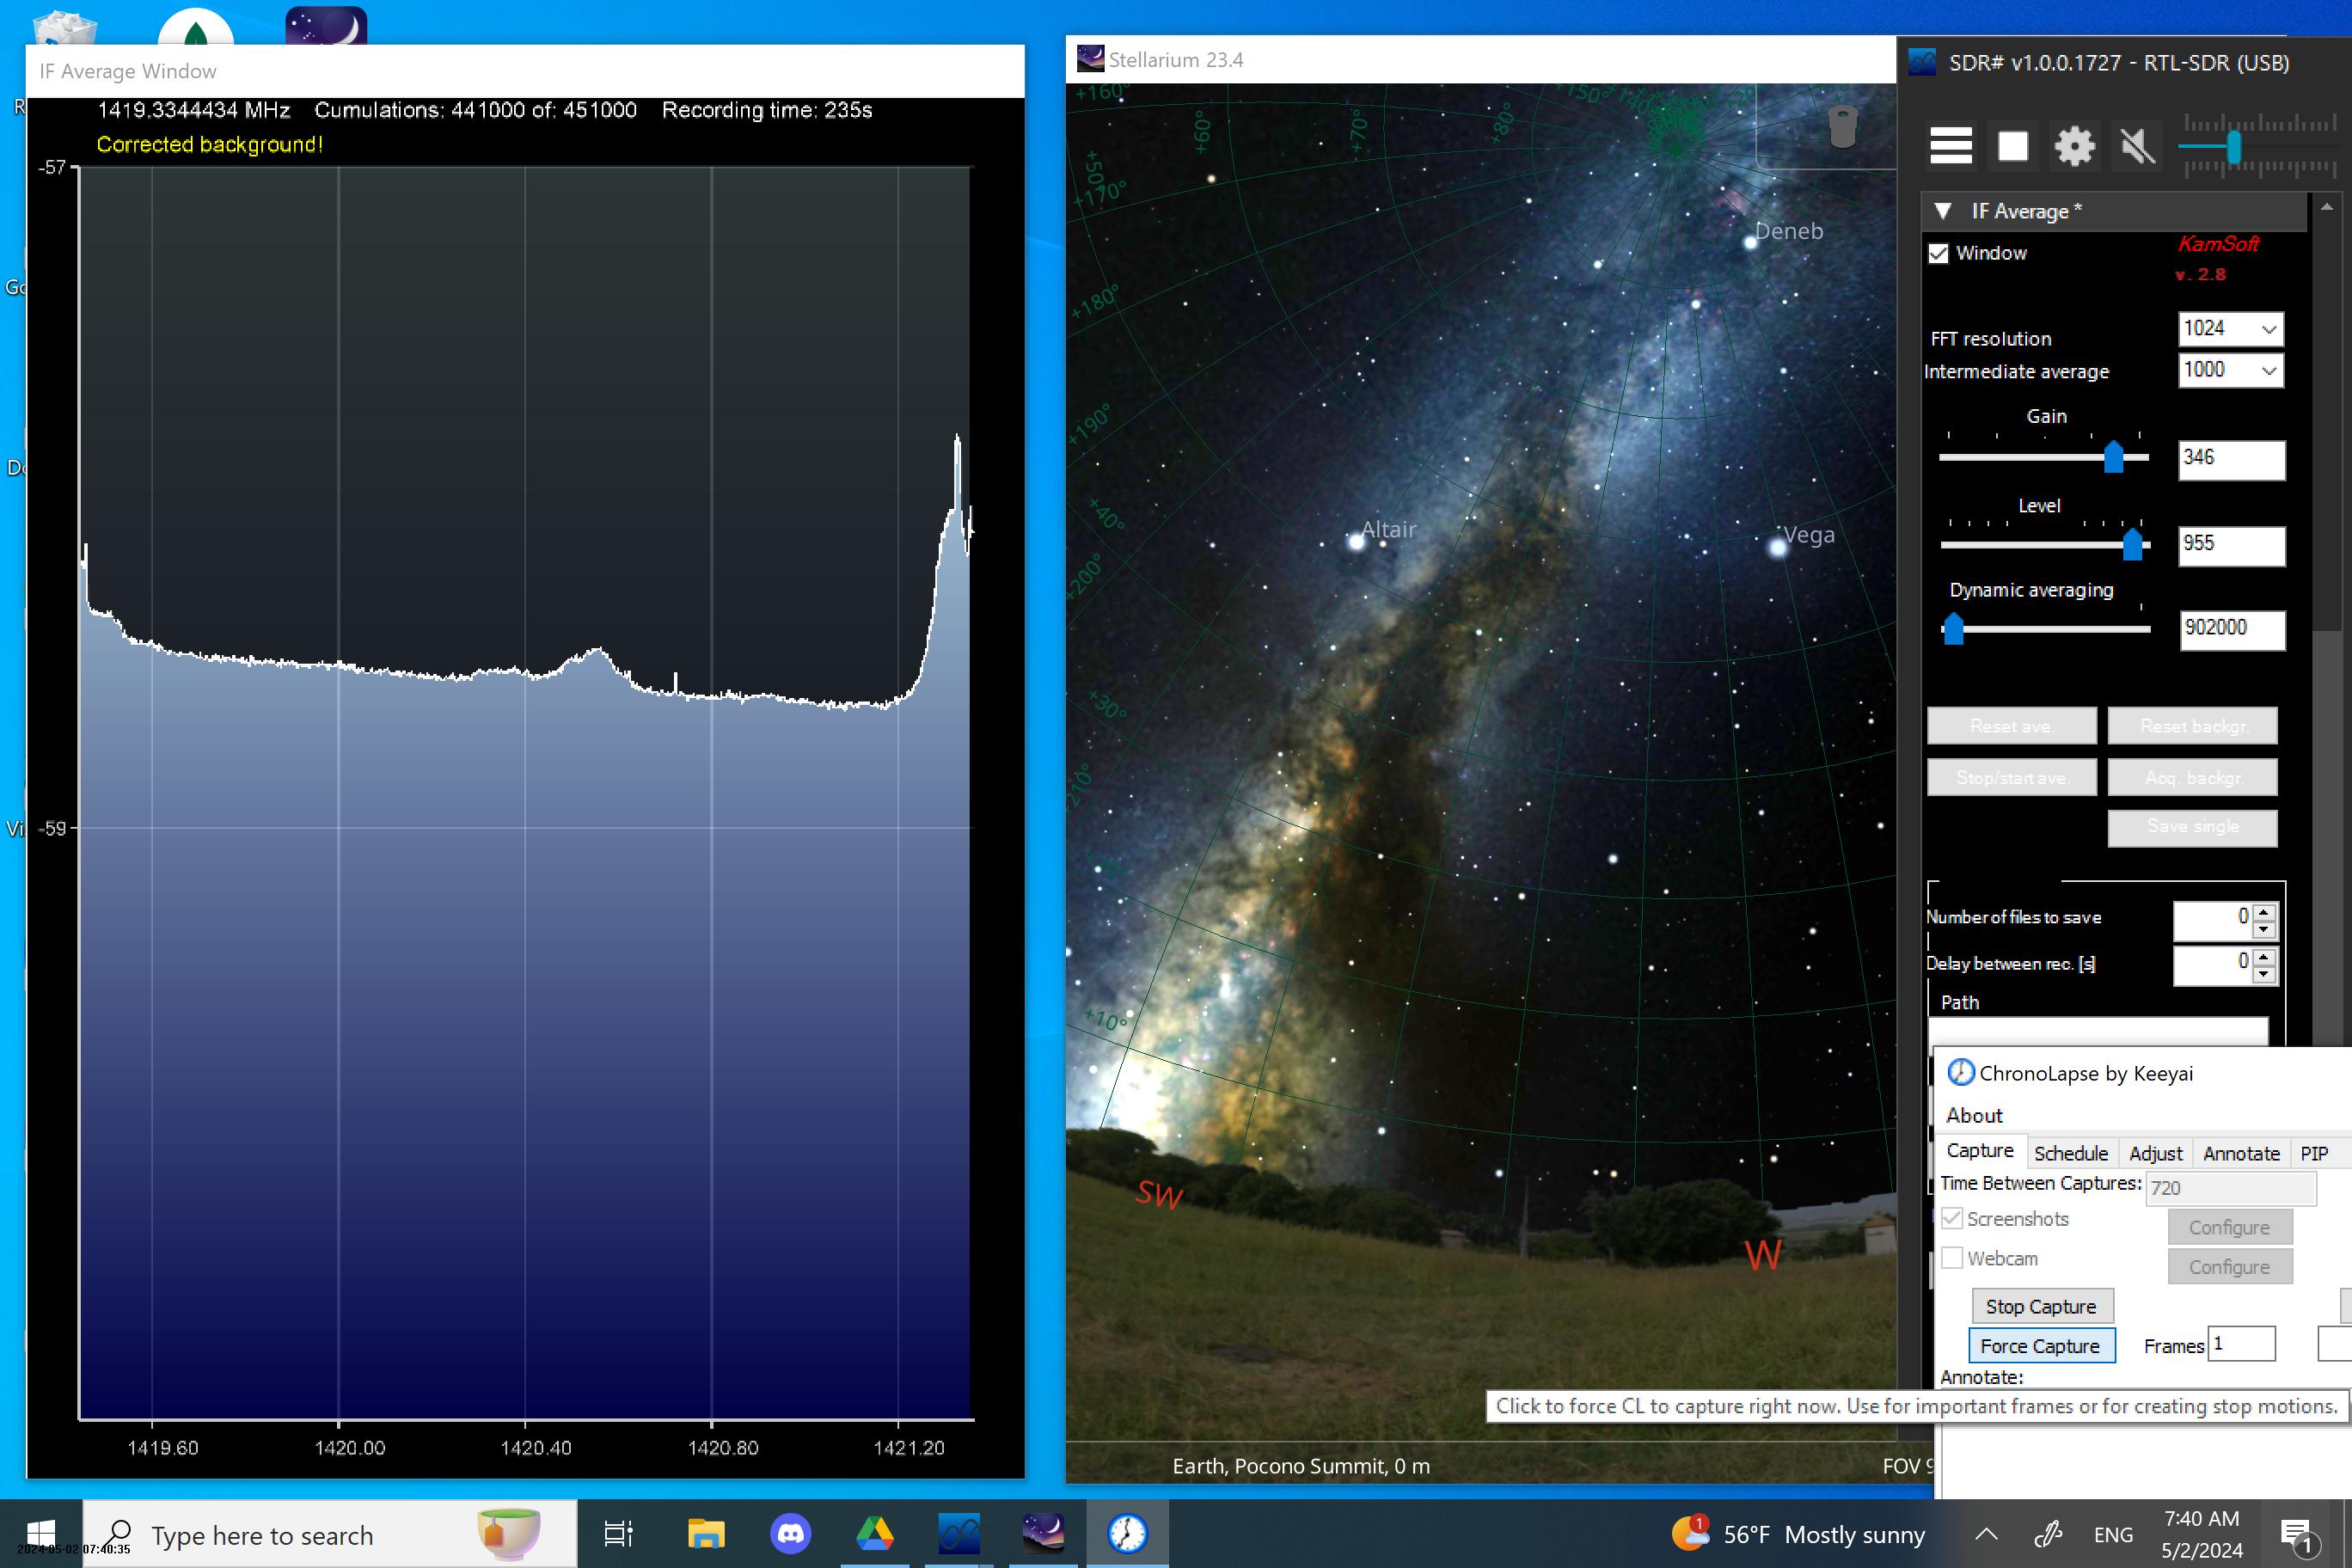 IF Average Window
1419.3344434 MHz Cumulations: 441000 of: 451000 Recording time: 235s
Corrected background!
-57
-59
1419.60 1420.00 1420.40 1420.80 1421.20
Stellarium 23.4
+160°
+150°
+140°
+60°
+70°
+80°
+50°
+170°
+180°
+190°
+40°
+200°
+30°
+210°
+10°
Deneb
Altair
Vega
SW
W
Earth, Pocono Summit, 0 m
FOV 9
SDR# v1.0.0.1727 - RTL-SDR (USB)
IF Average *
Window
KamSoft
v. 2.8
FFT resolution 1024
Intermediate average 1000
Gain
346
Level
955
Dynamic averaging
902000
Reset ave. Reset backgr.
Stop/start ave. Acq. backgr.
Save single
Number of files to save 0
Delay between rec. [s] 0
Path
ChronoLapse by Keeyai
About
Capture Schedule Adjust Annotate PIP
Time Between Captures: 720
Screenshots Configure
Webcam Configure
Stop Capture
Force Capture Frames 1
Annotate:
Click to force CL to capture right now. Use for important frames or for creating stop motions.
Type here to search
2024-05-02 07:40:35
1
56°F Mostly sunny
ENG
7:40 AM
5/2/2024
1